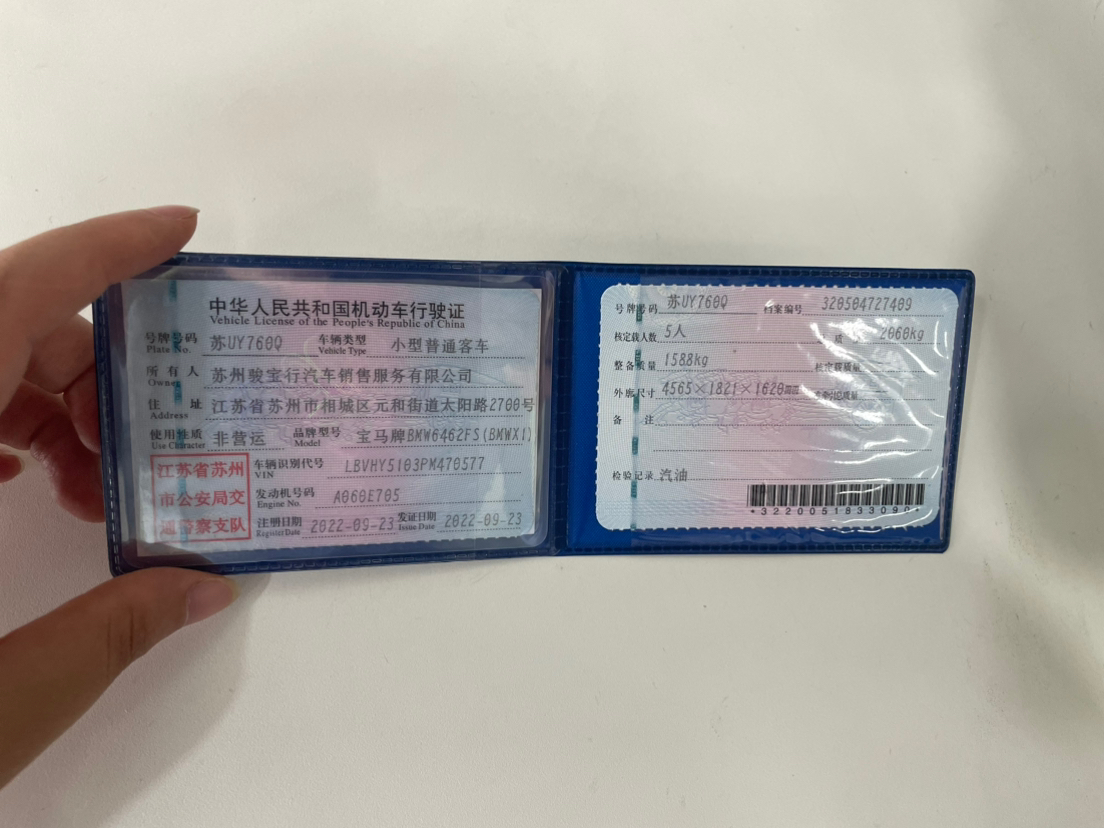 中华人民共和国机动车行驶证
Vehicle License of the People's Republic of China
号牌号码 苏UY760Q 车辆类型 小型普通客车
Plate No. Vehicle Type
所有人 苏州骏宝行汽车销售服务有限公司
Owner
住址 江苏省苏州市相城区元和街道太阳路2700号
Address
使用性质 非营运 品牌型号 宝马牌BMW6462FS(BMWX1)
Use Character Model
江苏省苏州
市公安局交
通警察支队
车辆识别代号 LBVHY5103PM470577
VIN
发动机号码 A060E705
Engine No.
注册日期 2022-09-23 发证日期 2022-09-23
Register Date Issue Date
号牌号码 苏UY760Q 档案编号 320504727409
核定载人数 5人 质 2060kg
整备质量 1588kg 核定载质量
外廓尺寸 4565×1821×1620
备注
检验记录 汽油
*3220051833090*